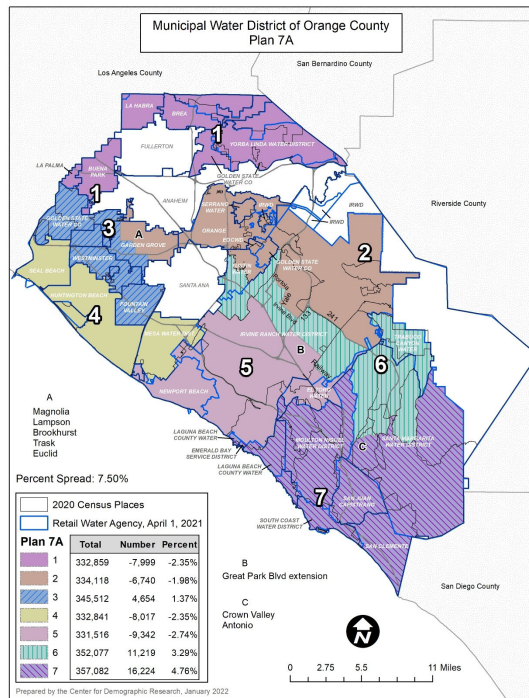 Municipal Water District of Orange County
Plan 7A
San Bernardino County
Los Angeles County
LA HABRA
BREA
1
FULLERTON
YORBA LINDA WATER DISTRICT
LA PALMA
BUENA
PARK
GOLDEN STATE
WATER CO
1
ANAHEIM
SERRANO
WATER
IRWD
IRWD
IRWD
Riverside County
GOLDEN STATE
WATER CO
3
A
GARDEN GROVE
ORANGE
EOCWD
2
WESTMINSTER
TUSTIN
WATER
GOLDEN STATE
WATER CO
SEAL BEACH
SANTA ANA
HUNTINGTON BEACH
FOUNTAIN
VALLEY
4
241
MESA WATER DIST
IRVINE RANCH WATER DISTRICT
TRABUCO
CANYON
WATER
B
5
6
NEWPORT BEACH
A
Magnolia
Lampson
Brookhurst
Trask
Euclid
LAGUNA BEACH
COUNTY WATER
EMERALD BAY
SERVICE DISTRICT
LAGUNA BEACH
COUNTY WATER
MOULTON NIGUEL
WATER DISTRICT
SANTA MARGARITA
WATER DISTRICT
C
7
SAN JUAN
CAPISTRANO
SOUTH COAST
WATER DISTRICT
SAN CLEMENTE
Percent Spread: 7.50%
2020 Census Places
Retail Water Agency, April 1, 2021
Plan 7A Total Number Percent
1 332,859 -7,999 -2.35%
2 334,118 -6,740 -1.98%
3 345,512 4,654 1.37%
4 332,841 -8,017 -2.35%
5 331,516 -9,342 -2.74%
6 352,077 11,219 3.29%
7 357,082 16,224 4.76%
B
Great Park Blvd extension
C
Crown Valley
Antonio
San Diego County
N
0 2.75 5.5 11 Miles
Prepared by the Center for Demographic Research, January 2022